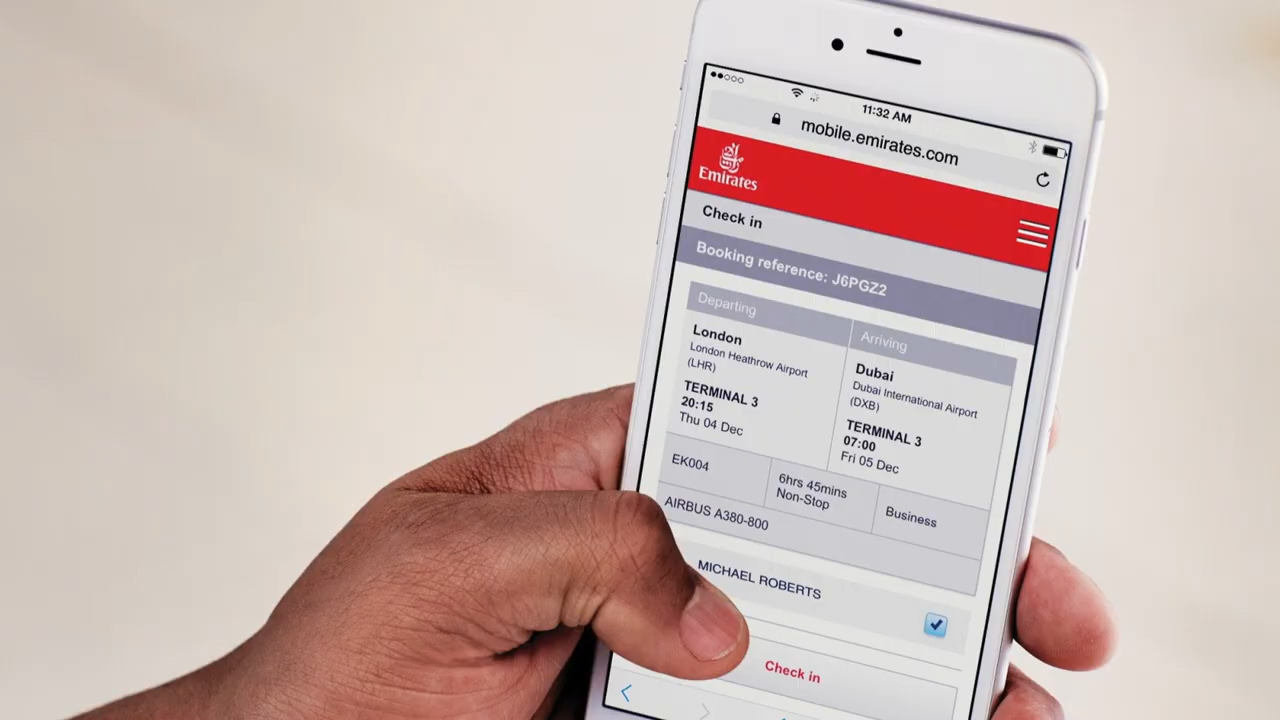 11:32 AM
mobile.emirates.com
Emirates
Check in
Booking reference: J6PGZ2
Departing
London
London Heathrow Airport
(LHR)
TERMINAL 3
20:15
Thu 04 Dec
Arriving
Dubai
Dubai International Airport
(DXB)
TERMINAL 3
07:00
Fri 05 Dec
EK004
6hrs 45mins
Non-Stop
Business
AIRBUS A380-800
MICHAEL ROBERTS
Check in